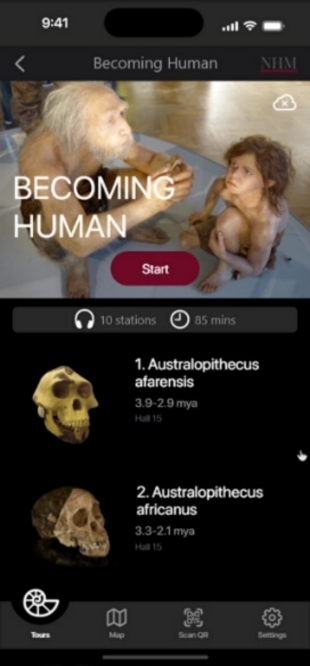 9:41
Becoming Human
NHM
BECOMING
HUMAN
Start
10 stations
85 mins
1. Australopithecus
afarensis
3.9-2.9 mya
Hall 15
2. Australopithecus
africanus
3.3-2.1 mya
Hall 15
Tours
Map
Scan QR
Settings